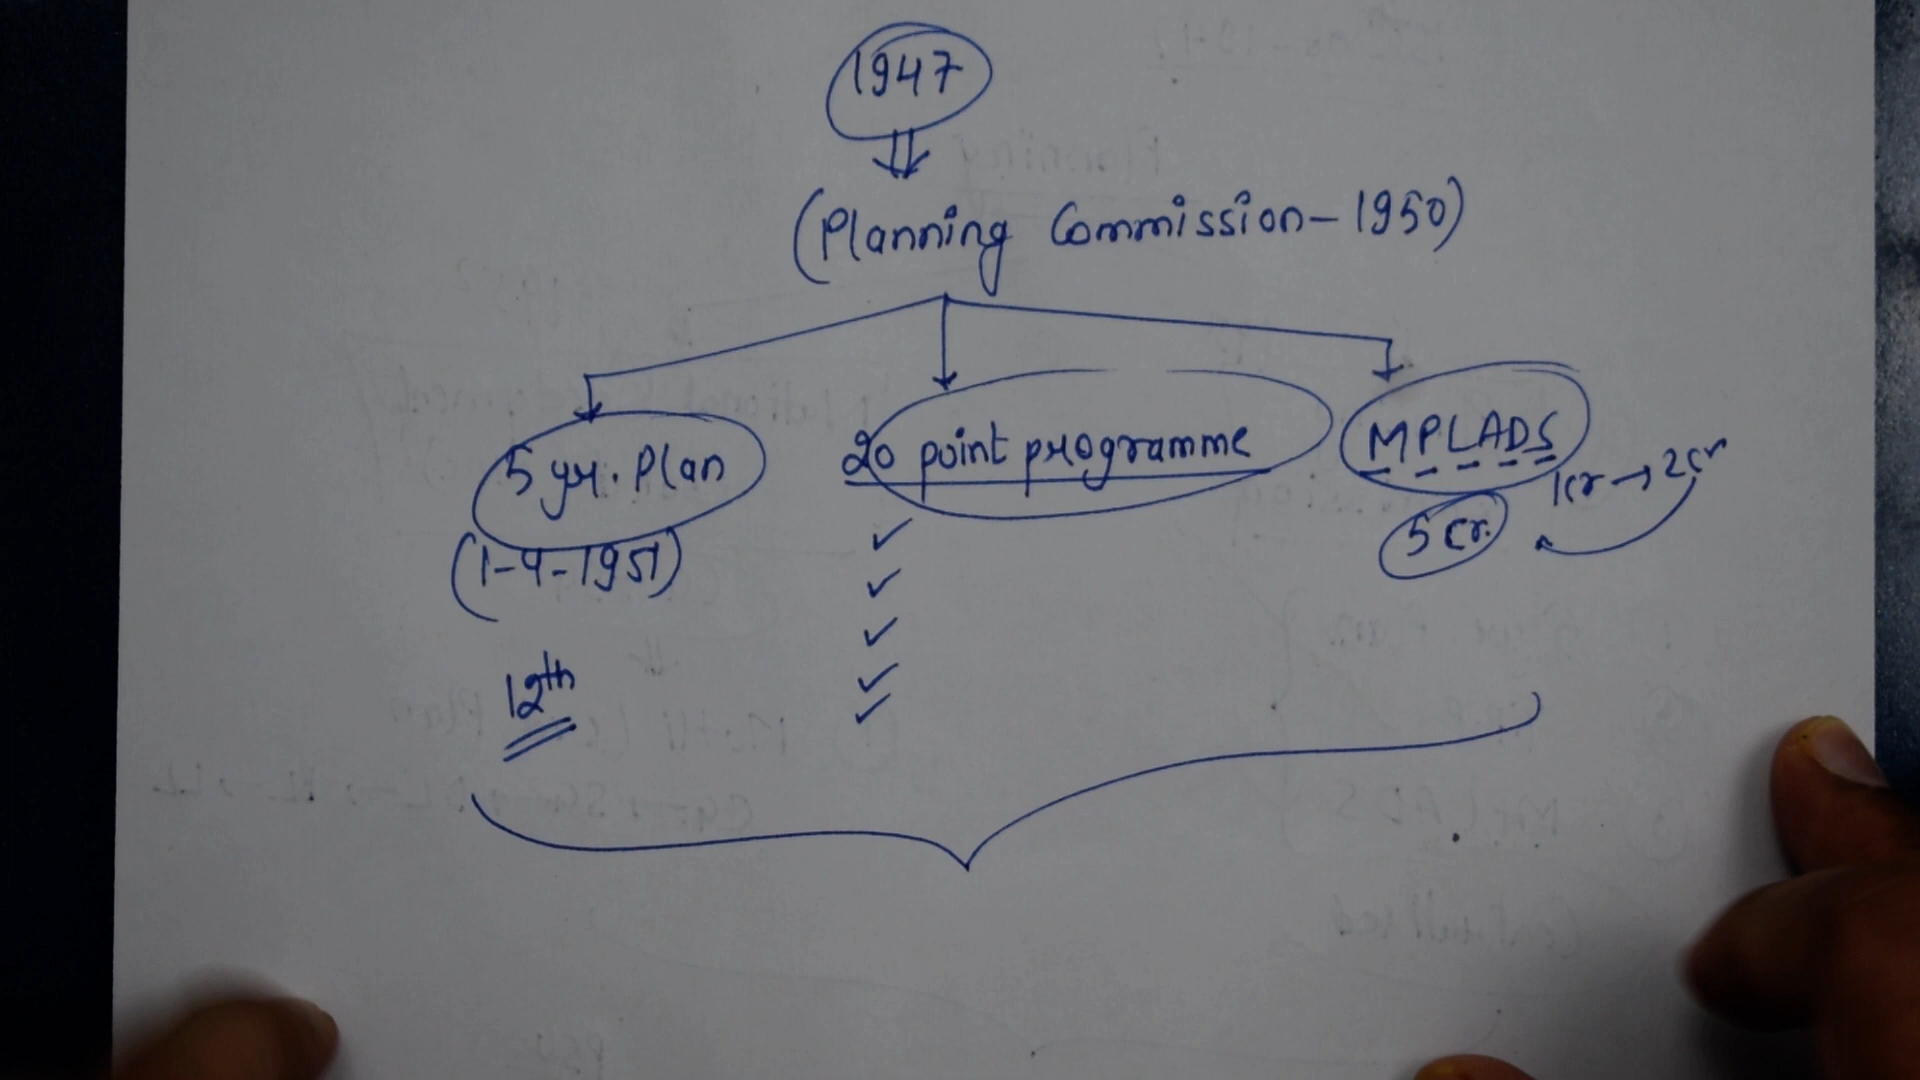 1947
(Planning Commission - 1950)
5 yr. Plan
(1-4-1951)
12th
20 point programme
MPLADS
1cr → 2cr
5 Cr.